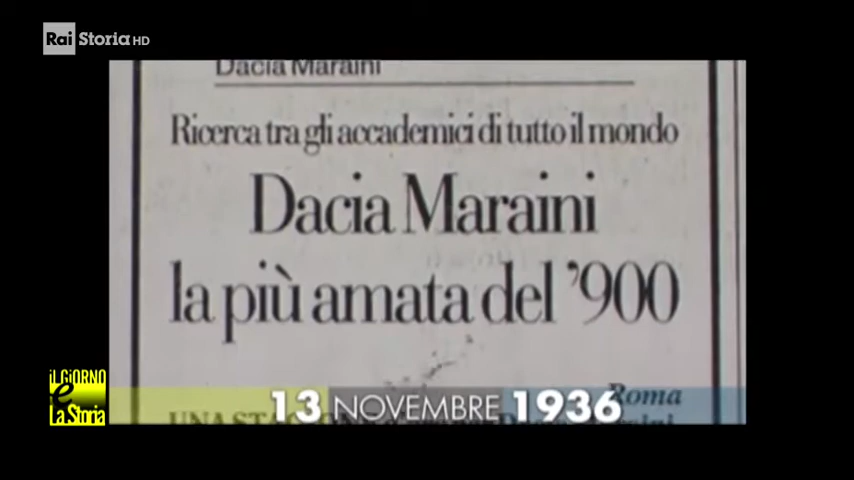 Rai Storia HD
Dacia Maraini
Ricerca tra gli accademici di tutto il mondo
Dacia Maraini
la più amata del '900
Roma
13 NOVEMBRE 1936
UNA
iL GiORNO
è
La Storia